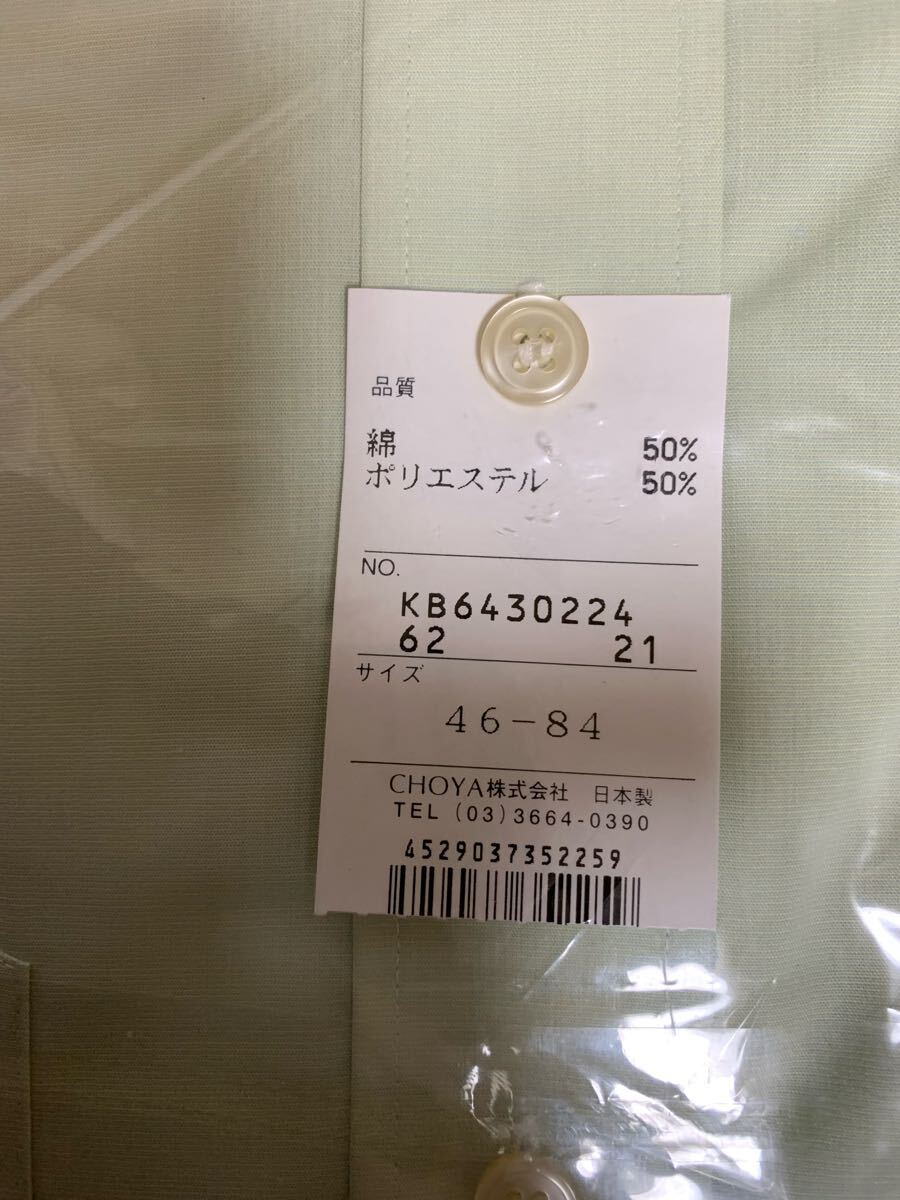 品質
綿 50%
ポリエステル 50%
NO.
KB6430224
62 21
サイズ
46-84
CHOYA株式会社 日本製
TEL (03)3664-0390
4529037352259